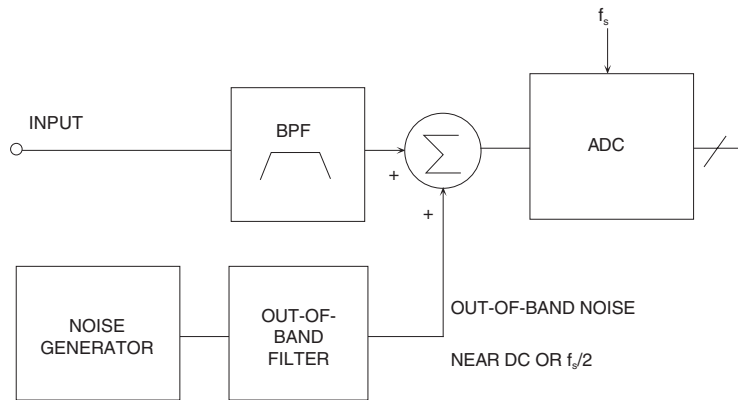 fs
INPUT
BPF
Σ
ADC
+
+
NOISE
GENERATOR
OUT-OF-
BAND
FILTER
OUT-OF-BAND NOISE
NEAR DC OR fs/2